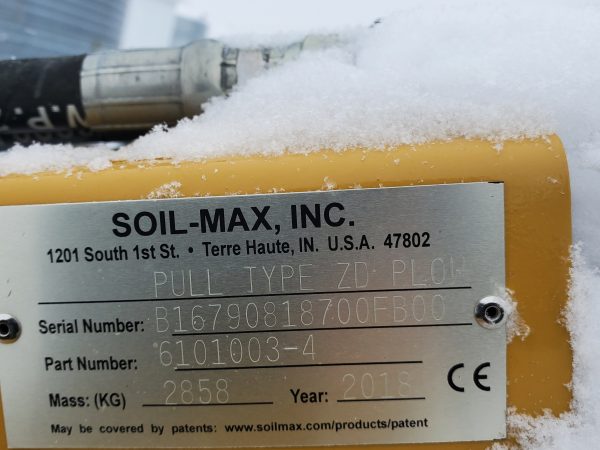 V.P.
SOIL-MAX, INC.
1201 South 1st St. • Terre Haute, IN. U.S.A. 47802
PULL TYPE ZD PLOW
Serial Number: B16790818700FB00
Part Number: 6101003-4
Mass: (KG) 2858 Year: 2018
CE
May be covered by patents: www.soilmax.com/products/patent